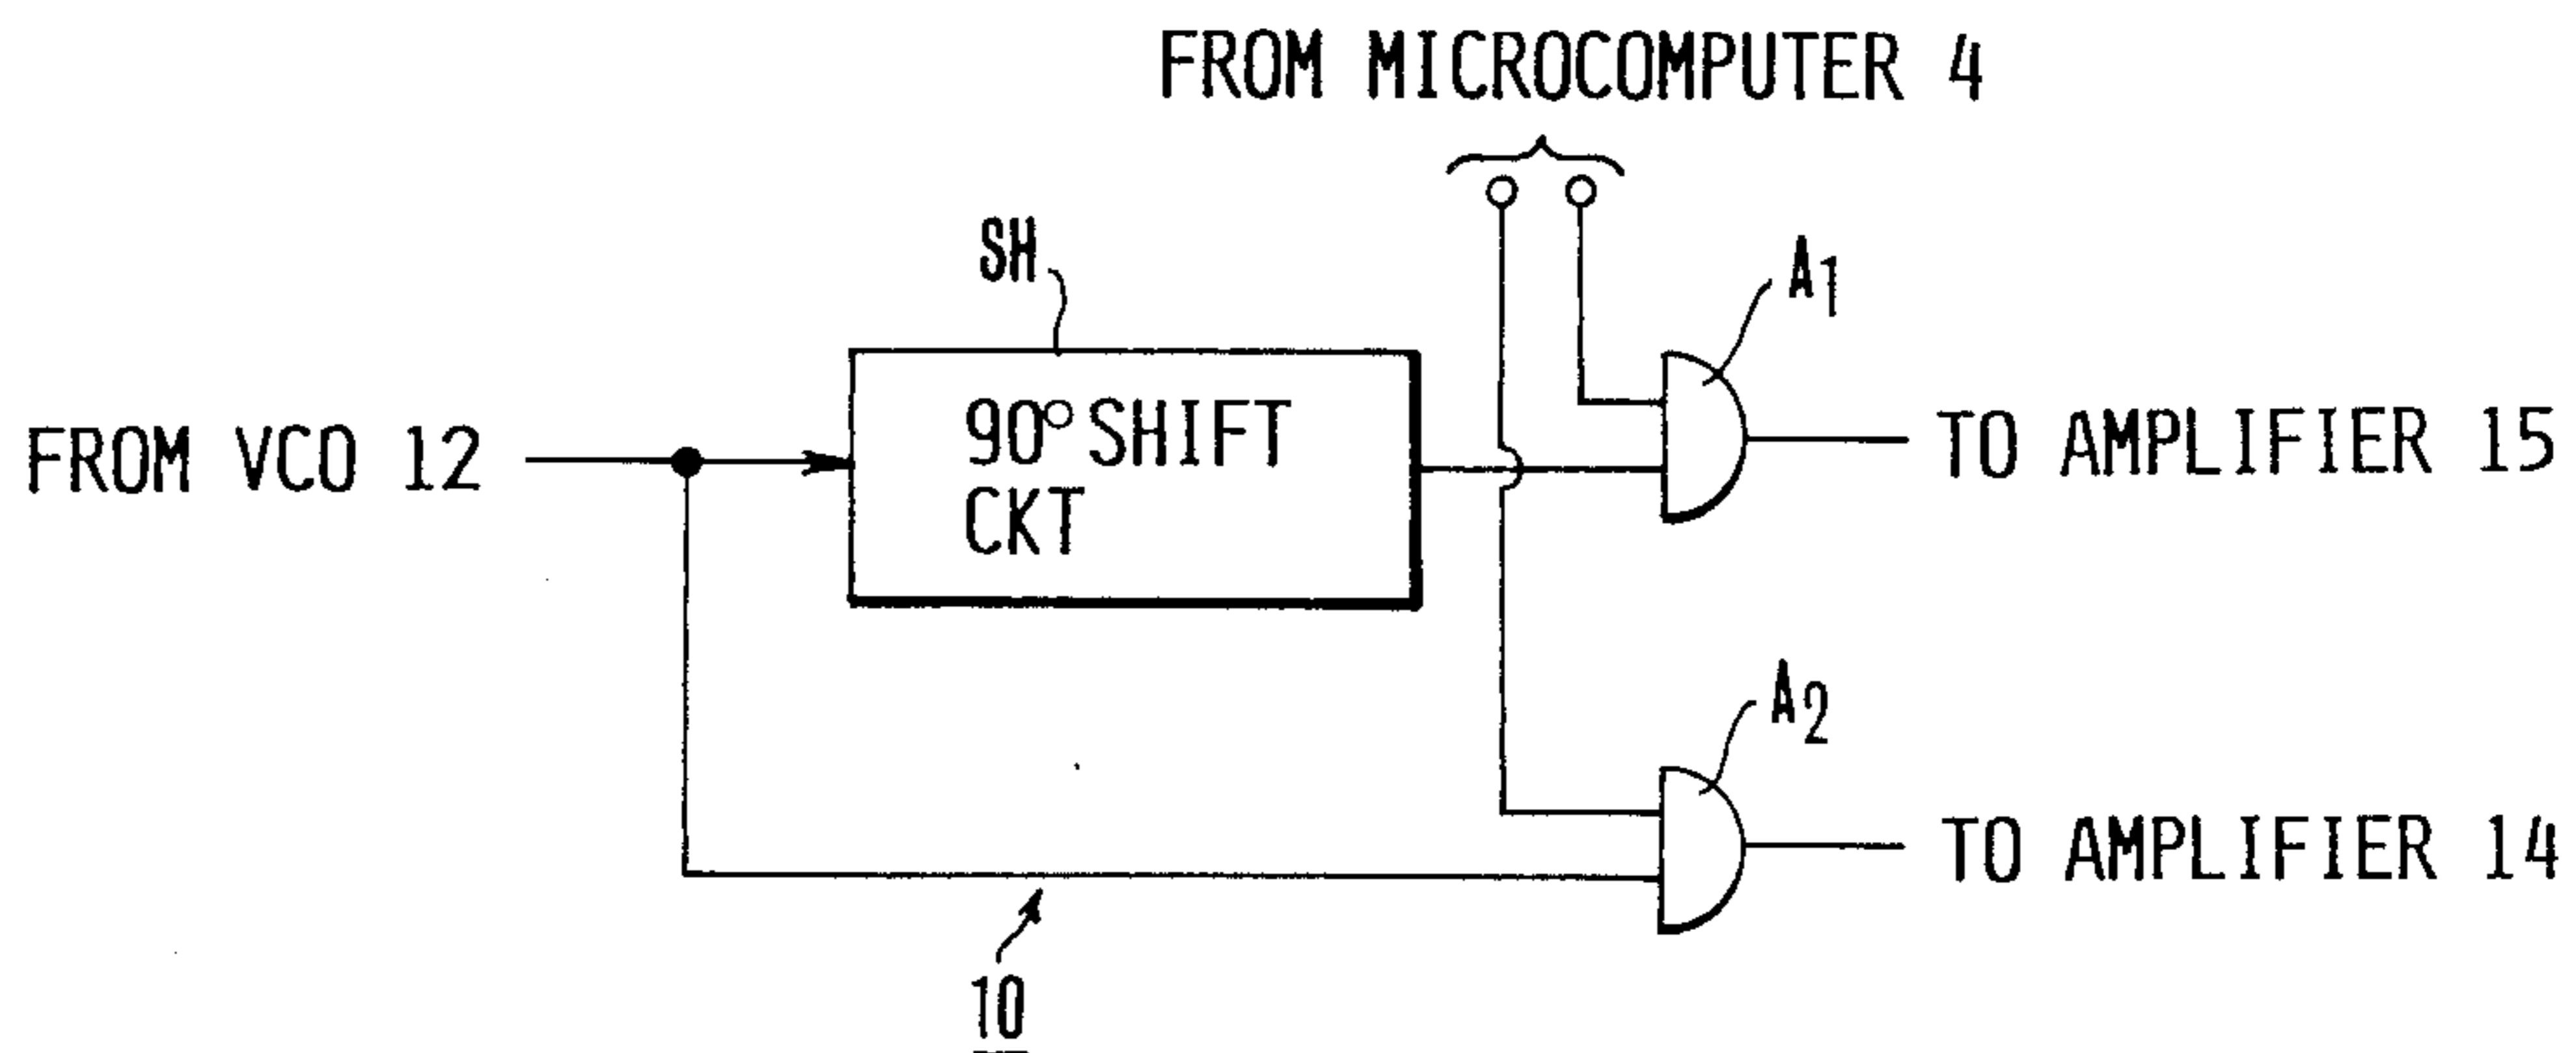 FROM MICROCOMPUTER 4
SH
A1
FROM VCO 12
90° SHIFT
CKT
TO AMPLIFIER 15
A2
TO AMPLIFIER 14
10